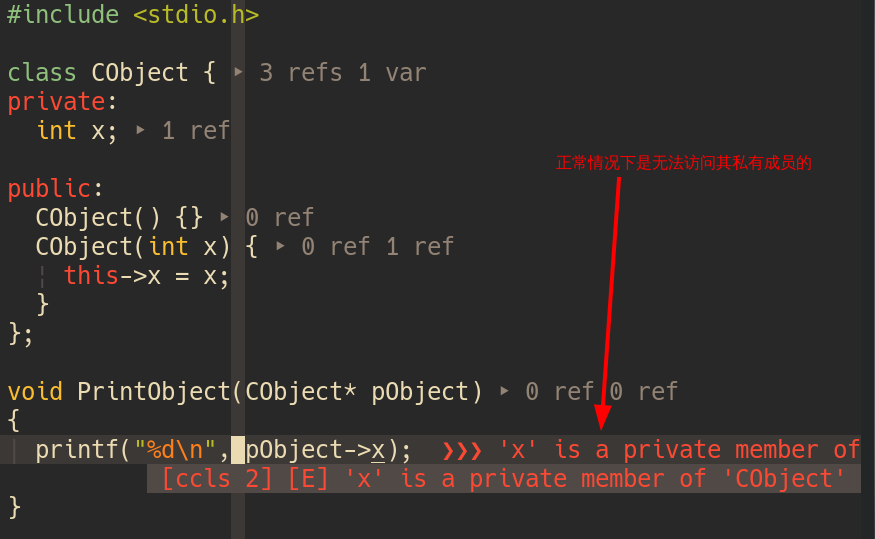 #include <stdio.h>
class CObject { ▸ 3 refs 1 var
private:
int x; ▸ 1 ref
正常情况下是无法访问其私有成员的
public:
CObject() {} ▸ 0 ref
CObject(int x) { ▸ 0 ref 1 ref
this->x = x;
}
};
void PrintObject(CObject* pObject) ▸ 0 ref 0 ref
{
printf("%d\n", pObject->x); ❯❯❯ 'x' is a private member of
[ccls 2] [E] 'x' is a private member of 'CObject'
}